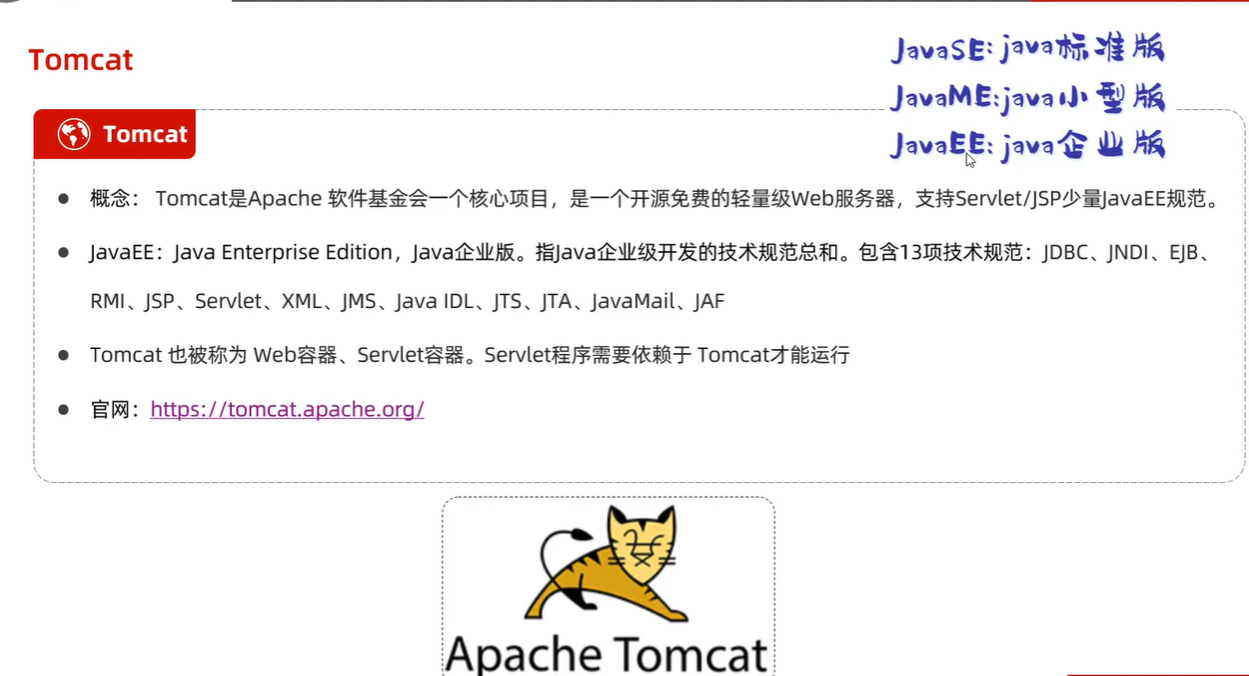 Tomcat
JavaSE:java标准版
JavaME:java小型版
JavaEE:java企业版
Tomcat
概念： Tomcat是Apache 软件基金会一个核心项目，是一个开源免费的轻量级Web服务器，支持Servlet/JSP少量JavaEE规范。
JavaEE：Java Enterprise Edition，Java企业版。指Java企业级开发的技术规范总和。包含13项技术规范：JDBC、JNDI、EJB、
RMI、JSP、Servlet、XML、JMS、Java IDL、JTS、JTA、JavaMail、JAF
Tomcat 也被称为 Web容器、Servlet容器。Servlet程序需要依赖于 Tomcat才能运行
官网：https://tomcat.apache.org/
Apache Tomcat